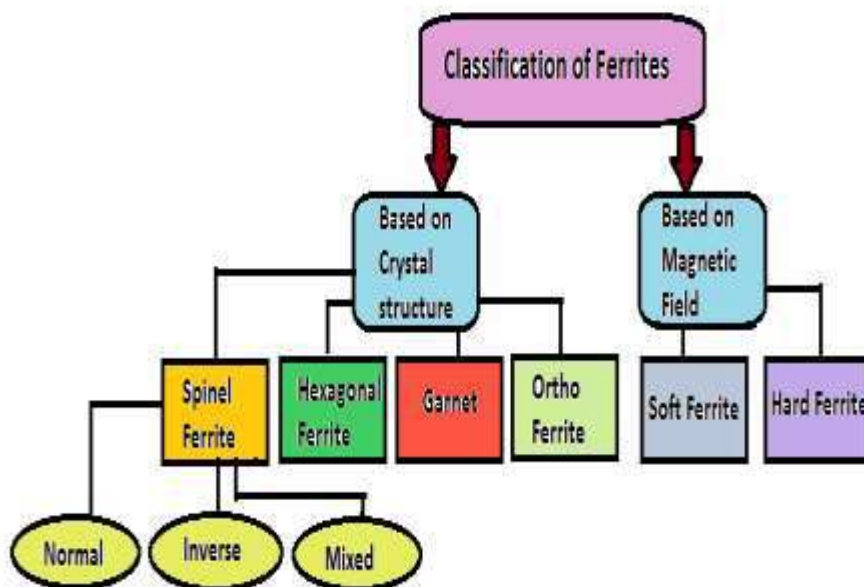 Classification of Ferrites
Based on
Crystal
structure
Based on
Magnetic
Field
Spinel
Ferrite
Hexagonal
Ferrite
Garnet
Ortho
Ferrite
Soft Ferrite
Hard Ferrite
Normal
Inverse
Mixed